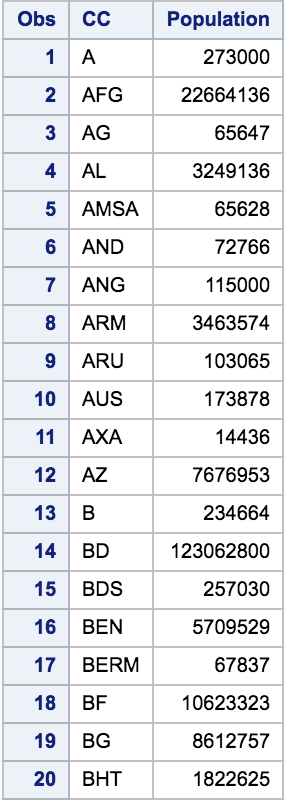 Obs CC Population
1 A 273000
2 AFG 22664136
3 AG 65647
4 AL 3249136
5 AMSA 65628
6 AND 72766
7 ANG 115000
8 ARM 3463574
9 ARU 103065
10 AUS 173878
11 AXA 14436
12 AZ 7676953
13 B 234664
14 BD 123062800
15 BDS 257030
16 BEN 5709529
17 BERM 67837
18 BF 10623323
19 BG 8612757
20 BHT 1822625